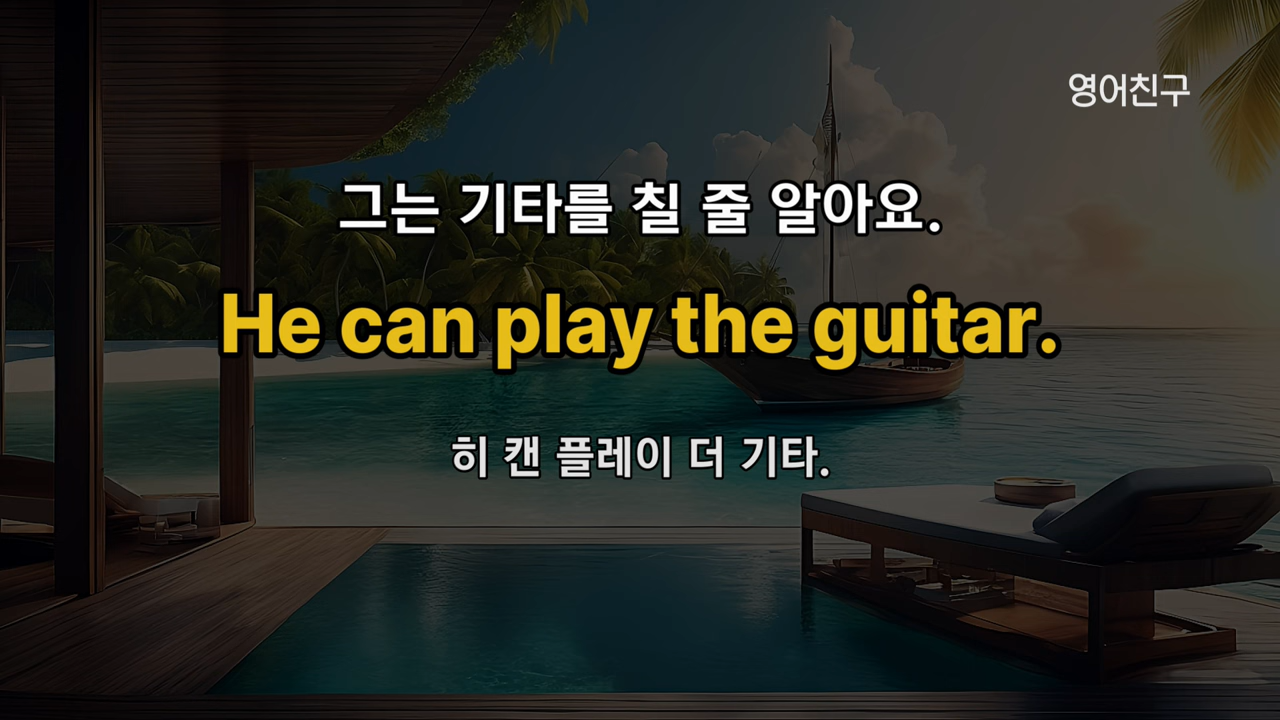 영어친구
그는 기타를 칠 줄 알아요.
He can play the guitar.
히 캔 플레이 더 기타.